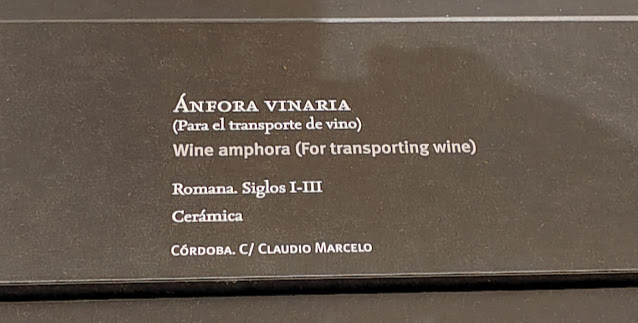 ÁNFORA VINARIA
(Para el transporte de vino)
Wine amphora (For transporting wine)
Romana. Siglos I-III
Cerámica
CÓRDOBA. C/ CLAUDIO MARCELO